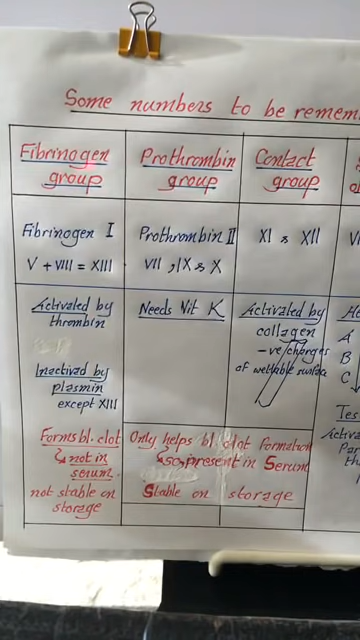 Some numbers to be remem
Fibrinogen group
Prothrombin group
Contact group
Fibrinogen I
V + VIII = XIII
Prothrombin II
VII , IX & X
XI & XII
Activated by
thrombin
Inactivated by
plasmin
except XIII
Needs Vit K
Activated by
collagen
-ve charges
of wettable surface
A
B
C
Tes
Activa
Par
th
Forms bl. clot
not in
serum
not stable on
storage
Only helps bl clot formation
so, present in Serum
Stable on storage